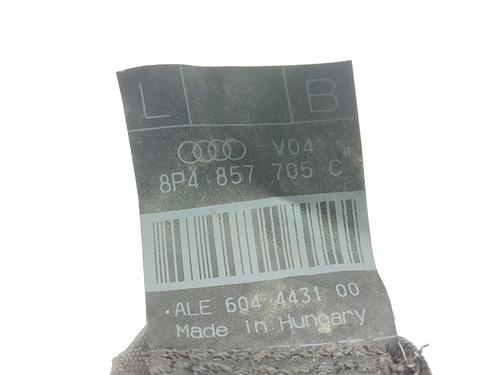 L B
V04
8P4 857 705 C
ALE 604 4431 00
Made in Hungary